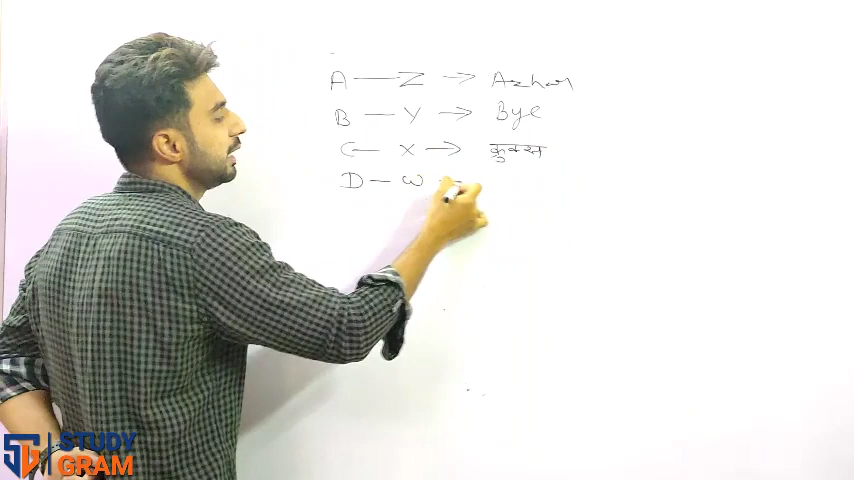 A — Z → Azhar
B — Y → Bye
C — X → क्रुक्स
D — W —
STUDY
GRAM